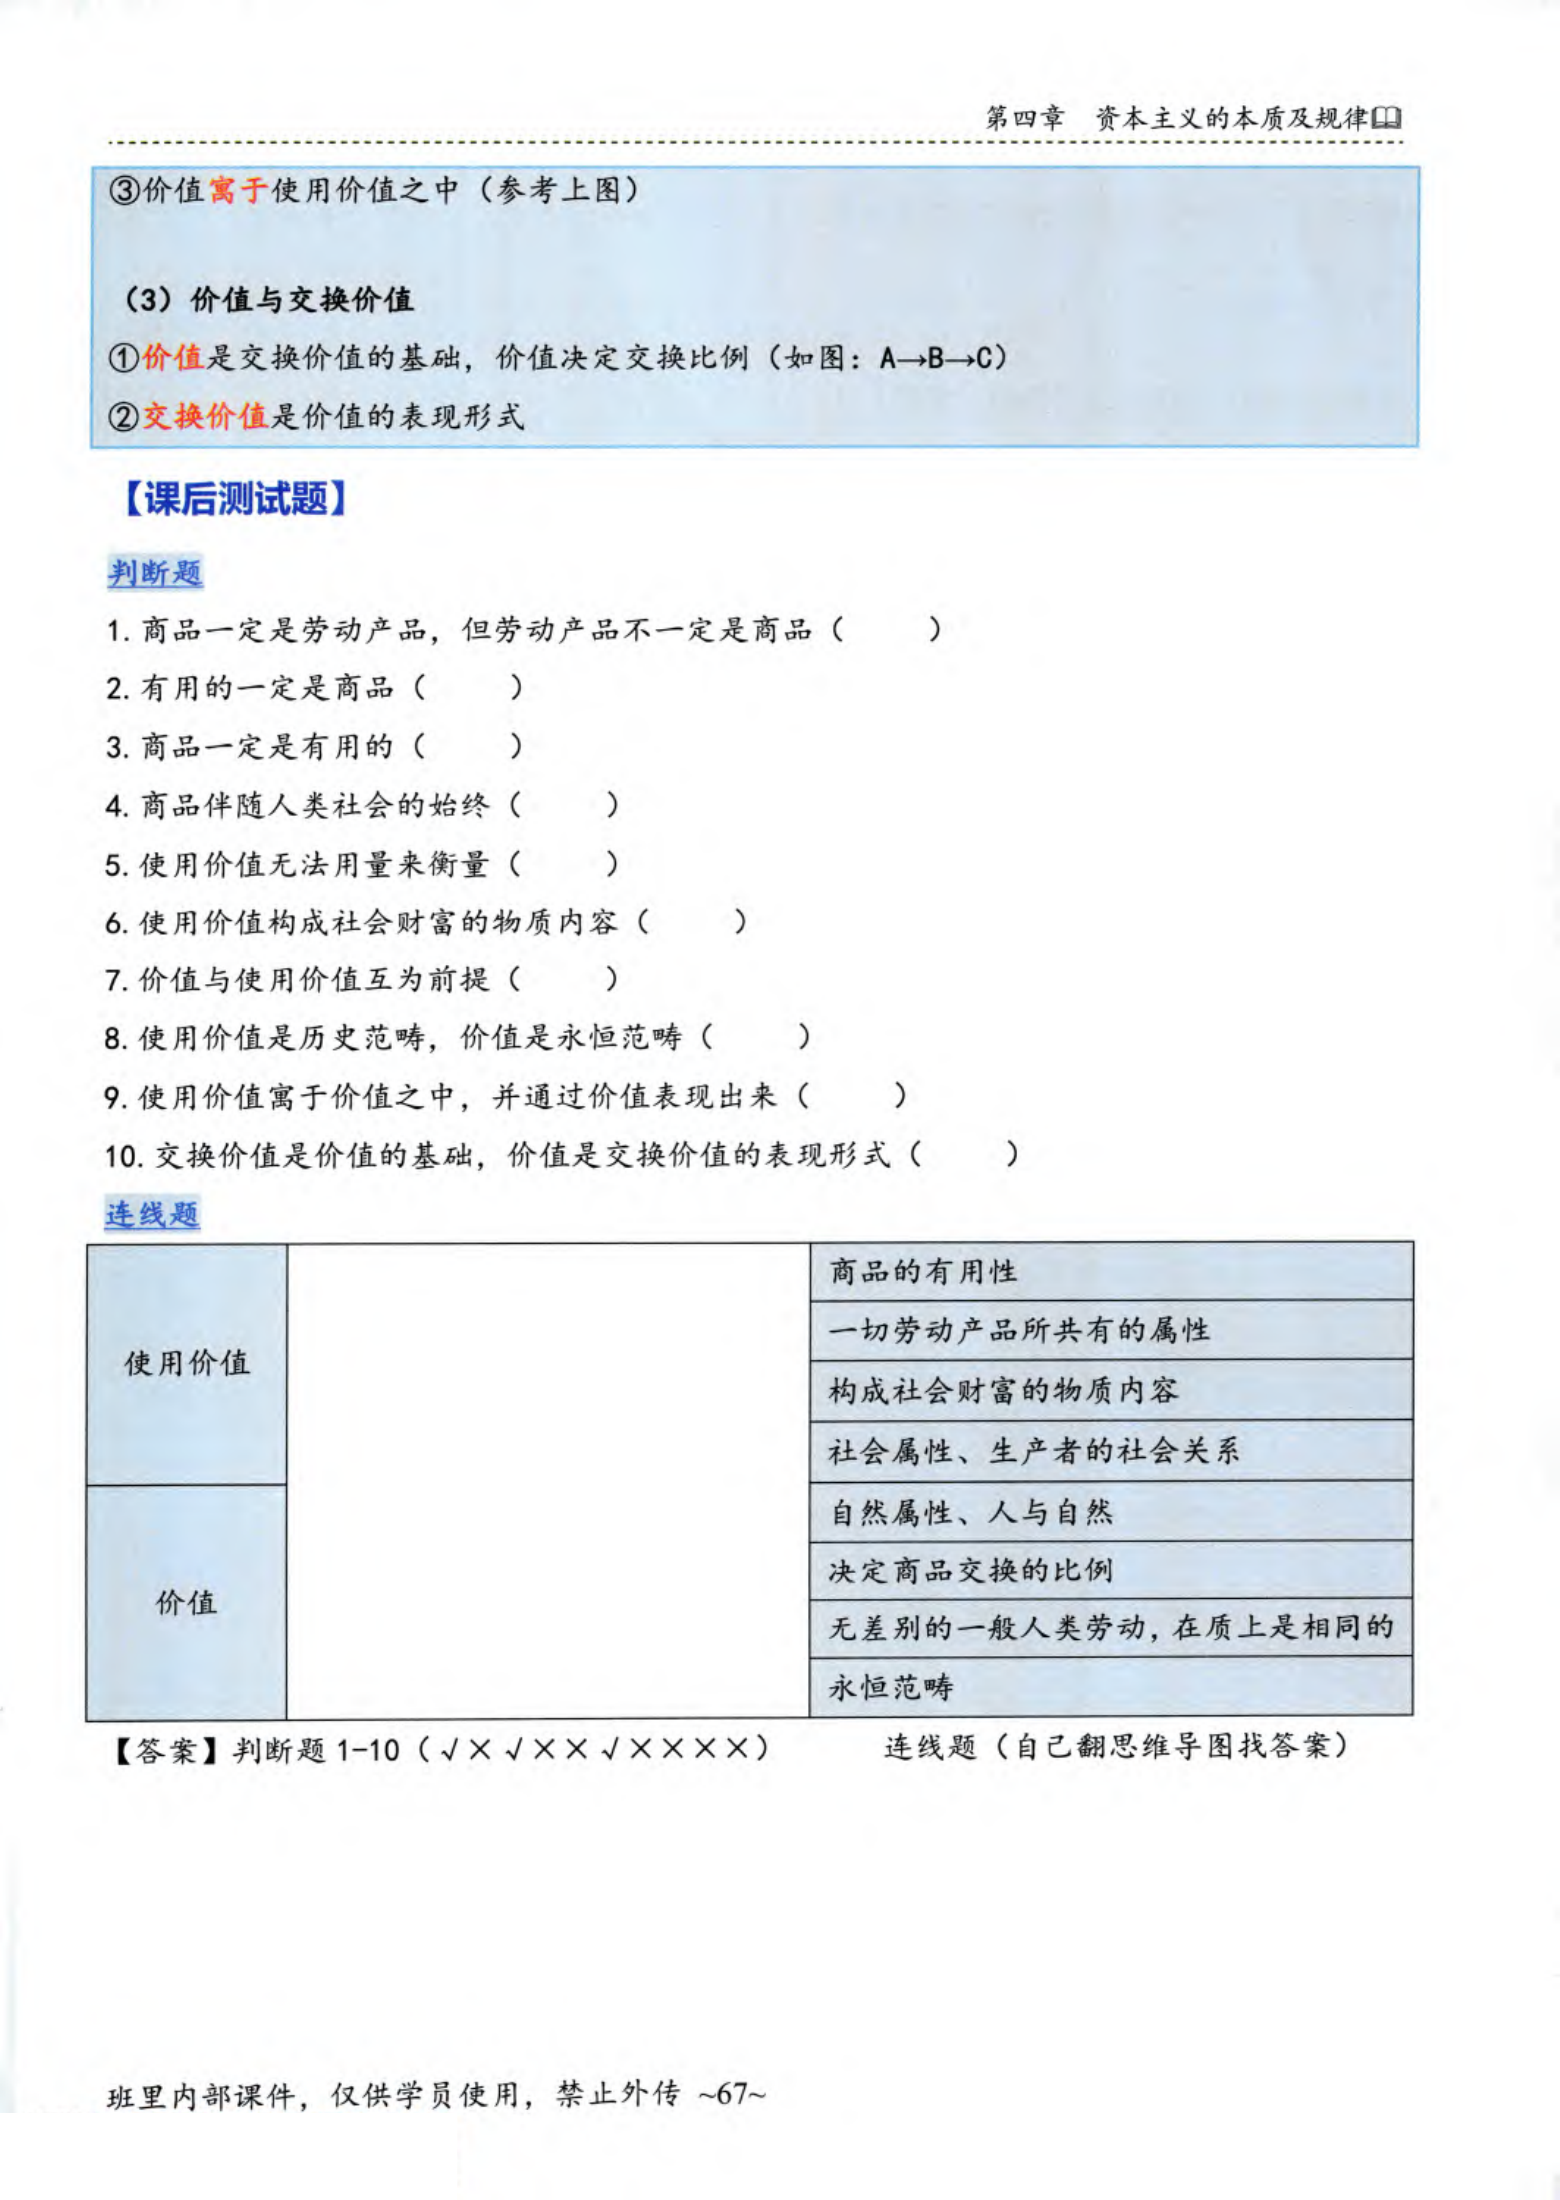 第四章 资本主义的本质及规律
③价值寓于使用价值之中（参考上图）
（3）价值与交换价值
①价值是交换价值的基础，价值决定交换比例（如图：A→B→C）
②交换价值是价值的表现形式
【课后测试题】
判断题
1.商品一定是劳动产品，但劳动产品不一定是商品（ ）
2.有用的一定是商品（ ）
3.商品一定是有用的（ ）
4.商品伴随人类社会的始终（ ）
5.使用价值无法用量来衡量（ ）
6.使用价值构成社会财富的物质内容（ ）
7.价值与使用价值互为前提（ ）
8.使用价值是历史范畴，价值是永恒范畴（ ）
9.使用价值寓于价值之中，并通过价值表现出来（ ）
10.交换价值是价值的基础，价值是交换价值的表现形式（ ）
连线题
使用价值
价值
商品的有用性
一切劳动产品所共有的属性
构成社会财富的物质内容
社会属性、生产者的社会关系
自然属性、人与自然
决定商品交换的比例
无差别的一般人类劳动，在质上是相同的
永恒范畴
【答案】判断题 1-10（√×√××√××××） 连线题（自己翻思维导图找答案）
班里内部课件，仅供学员使用，禁止外传 ~67~